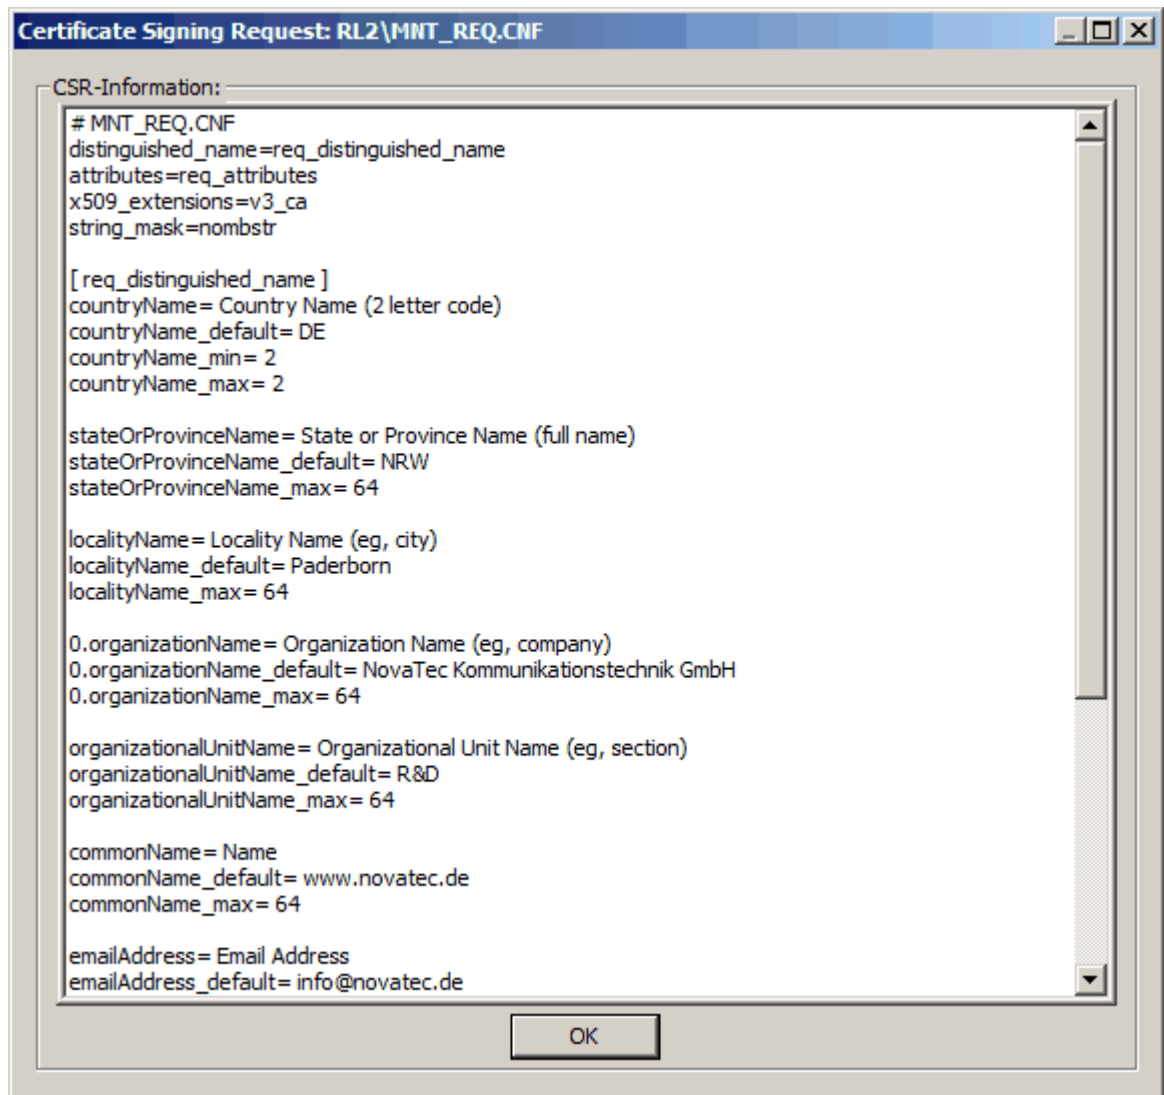 Certificate Signing Request: RL2\MNT_REQ.CNF
CSR-Information:
# MNT_REQ.CNF
distinguished_name=req_distinguished_name
attributes=req_attributes
x509_extensions=v3_ca
string_mask=nombstr
[ req_distinguished_name ]
countryName= Country Name (2 letter code)
countryName_default= DE
countryName_min= 2
countryName_max= 2
stateOrProvinceName= State or Province Name (full name)
stateOrProvinceName_default= NRW
stateOrProvinceName_max= 64
localityName= Locality Name (eg, city)
localityName_default= Paderborn
localityName_max= 64
0.organizationName= Organization Name (eg, company)
0.organizationName_default= NovaTec Kommunikationstechnik GmbH
0.organizationName_max= 64
organizationalUnitName= Organizational Unit Name (eg, section)
organizationalUnitName_default= R&D
organizationalUnitName_max= 64
commonName= Name
commonName_default= www.novatec.de
commonName_max= 64
emailAddress= Email Address
emailAddress_default= info@novatec.de
OK